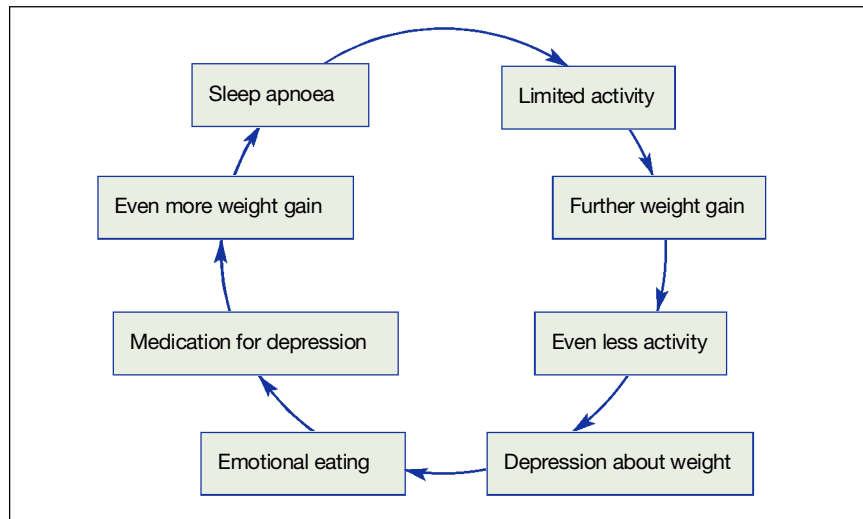 Sleep apnoea
Limited activity
Further weight gain
Even less activity
Depression about weight
Emotional eating
Medication for depression
Even more weight gain